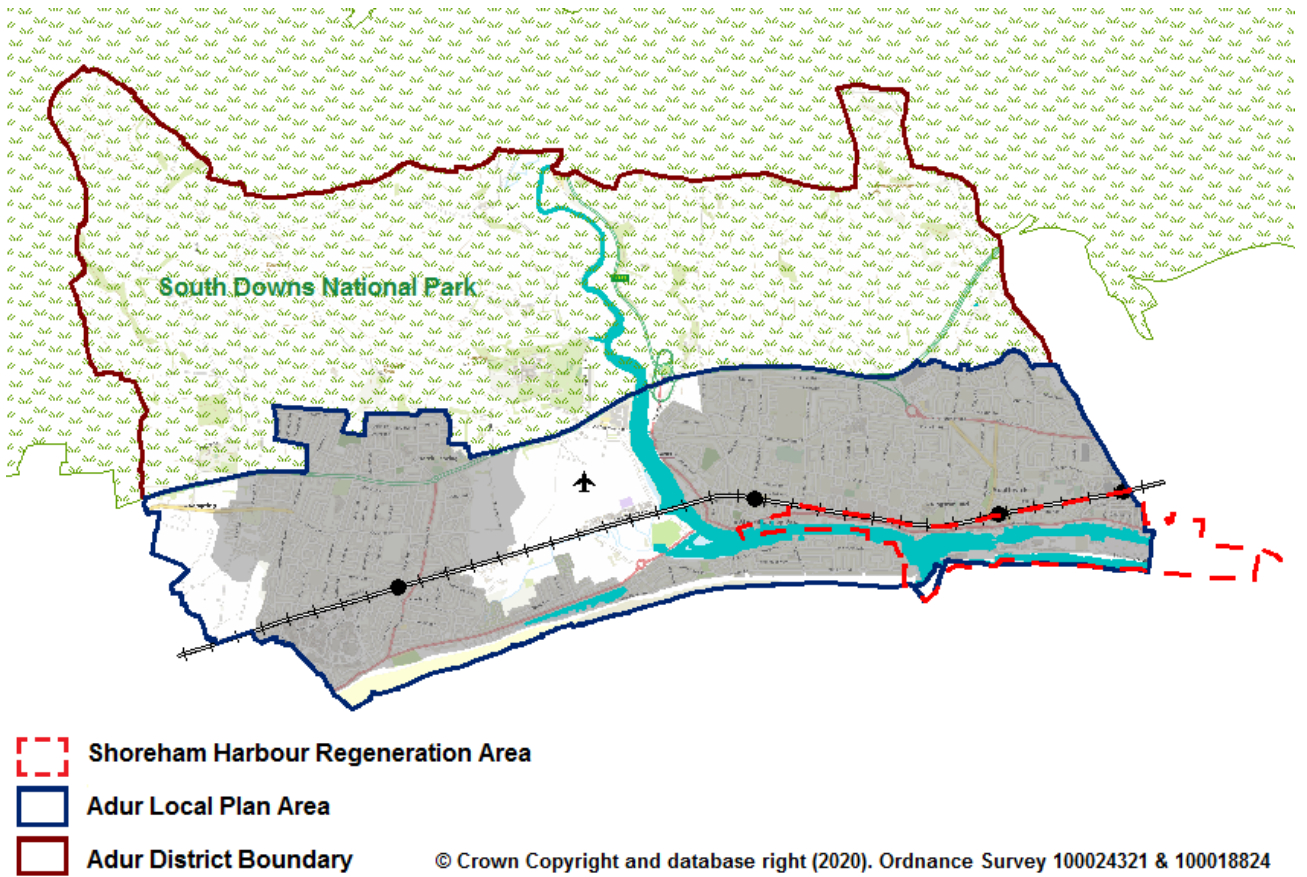 South Downs National Park
Shoreham Harbour Regeneration Area
Adur Local Plan Area
Adur District Boundary
© Crown Copyright and database right (2020). Ordnance Survey 100024321 & 100018824